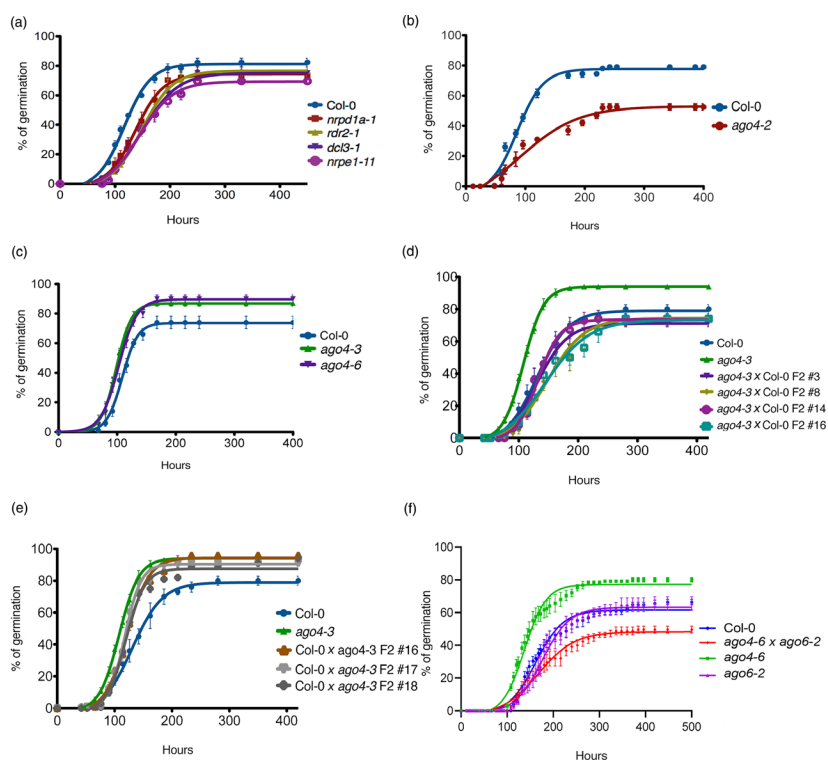 (a)
% of germination
100
80
60
40
20
0
0
100
200
300
400
Hours
Col-0
nrpd1a-1
rdr2-1
dcl3-1
nrpe1-11
(b)
% of germination
100
80
60
40
20
0
0
100
200
300
400
Hours
Col-0
ago4-2
(c)
% of germination
100
80
60
40
20
0
0
100
200
300
400
Hours
Col-0
ago4-3
ago4-6
(d)
% of germination
100
80
60
40
20
0
0
100
200
300
400
Hours
Col-0
ago4-3
ago4-3 x Col-0 F2 #3
ago4-3 x Col-0 F2 #8
ago4-3 x Col-0 F2 #14
ago4-3 x Col-0 F2 #16
(e)
% of germination
100
80
60
40
20
0
0
100
200
300
400
Hours
Col-0
ago4-3
Col-0 x ago4-3 F2 #16
Col-0 x ago4-3 F2 #17
Col-0 x ago4-3 F2 #18
(f)
% of germination
100
80
60
40
20
0
0
100
200
300
400
500
Hours
Col-0
ago4-6 x ago6-2
ago4-6
ago6-2